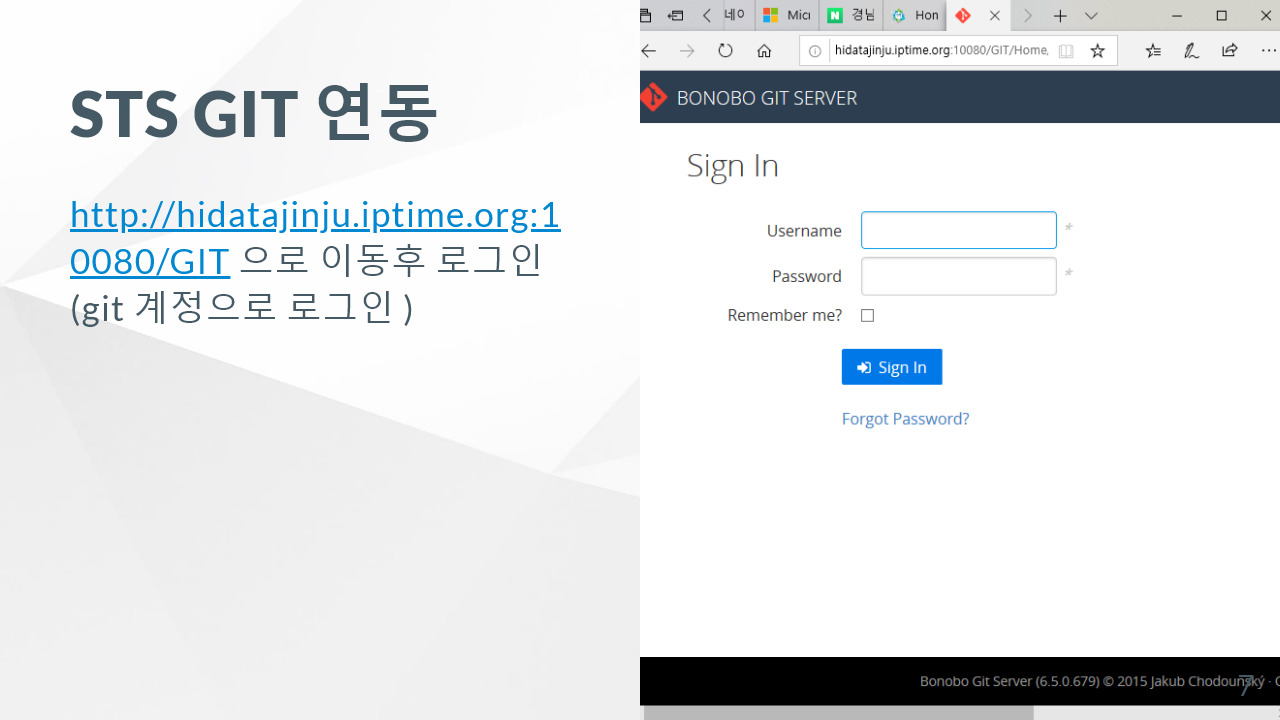 STS GIT 연동
http://hidatajinju.iptime.org:1
0080/GIT 으로 이동후 로그인
(git 계정으로 로그인 )
네이 Micr 경남 Hon
hidatajinju.iptime.org:10080/GIT/Home,
BONOBO GIT SERVER
Sign In
Username *
Password *
Remember me?
Sign In
Forgot Password?
Bonobo Git Server (6.5.0.679) © 2015 Jakub Chodounský ·
7